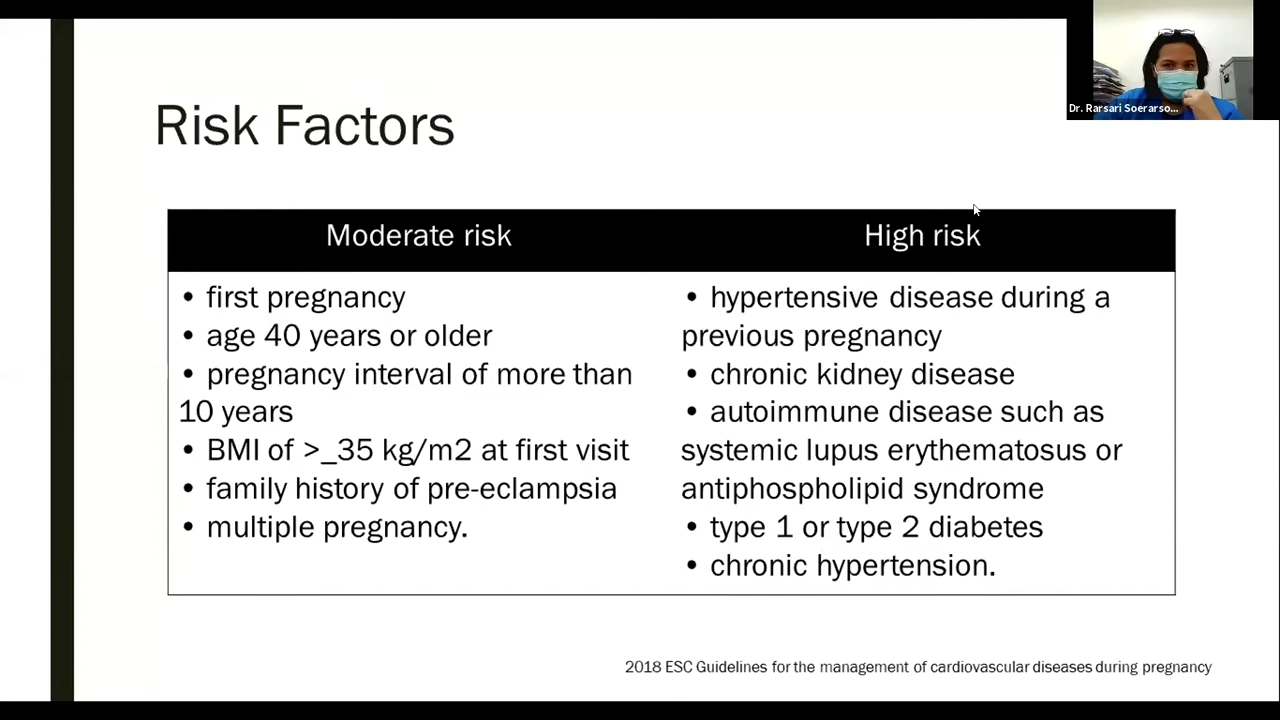 Dr. Rarsari Soerarso...
Risk Factors
Moderate risk
• first pregnancy
• age 40 years or older
• pregnancy interval of more than
10 years
• BMI of >_35 kg/m2 at first visit
• family history of pre-eclampsia
• multiple pregnancy.
High risk
• hypertensive disease during a
previous pregnancy
• chronic kidney disease
• autoimmune disease such as
systemic lupus erythematosus or
antiphospholipid syndrome
• type 1 or type 2 diabetes
• chronic hypertension.
2018 ESC Guidelines for the management of cardiovascular diseases during pregnancy